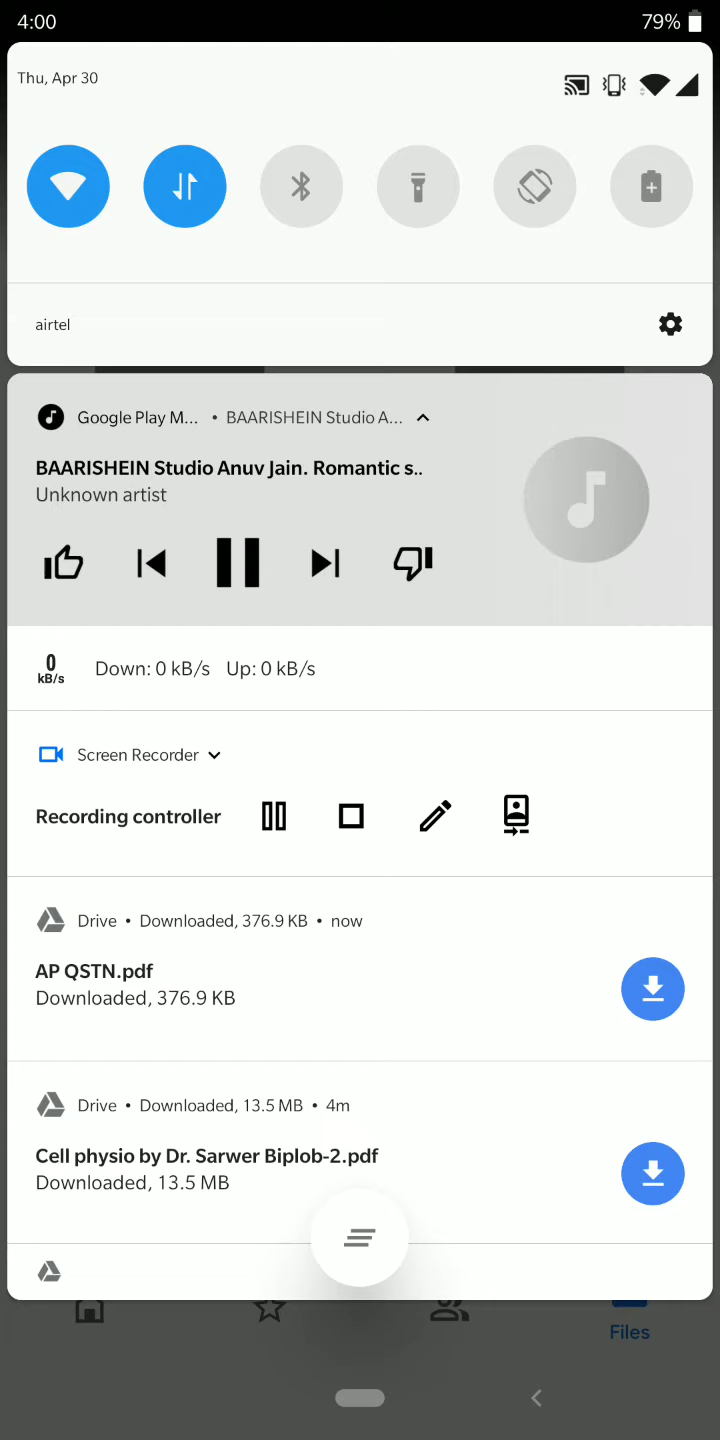 4:00 79%
Thu, Apr 30
airtel
Google Play M... • BAARISHEIN Studio A...
BAARISHEIN Studio Anuv Jain. Romantic s..
Unknown artist
0
kB/s
Down: 0 kB/s Up: 0 kB/s
Screen Recorder
Recording controller
Drive • Downloaded, 376.9 KB • now
AP QSTN.pdf
Downloaded, 376.9 KB
Drive • Downloaded, 13.5 MB • 4m
Cell physio by Dr. Sarwer Biplob-2.pdf
Downloaded, 13.5 MB
Files